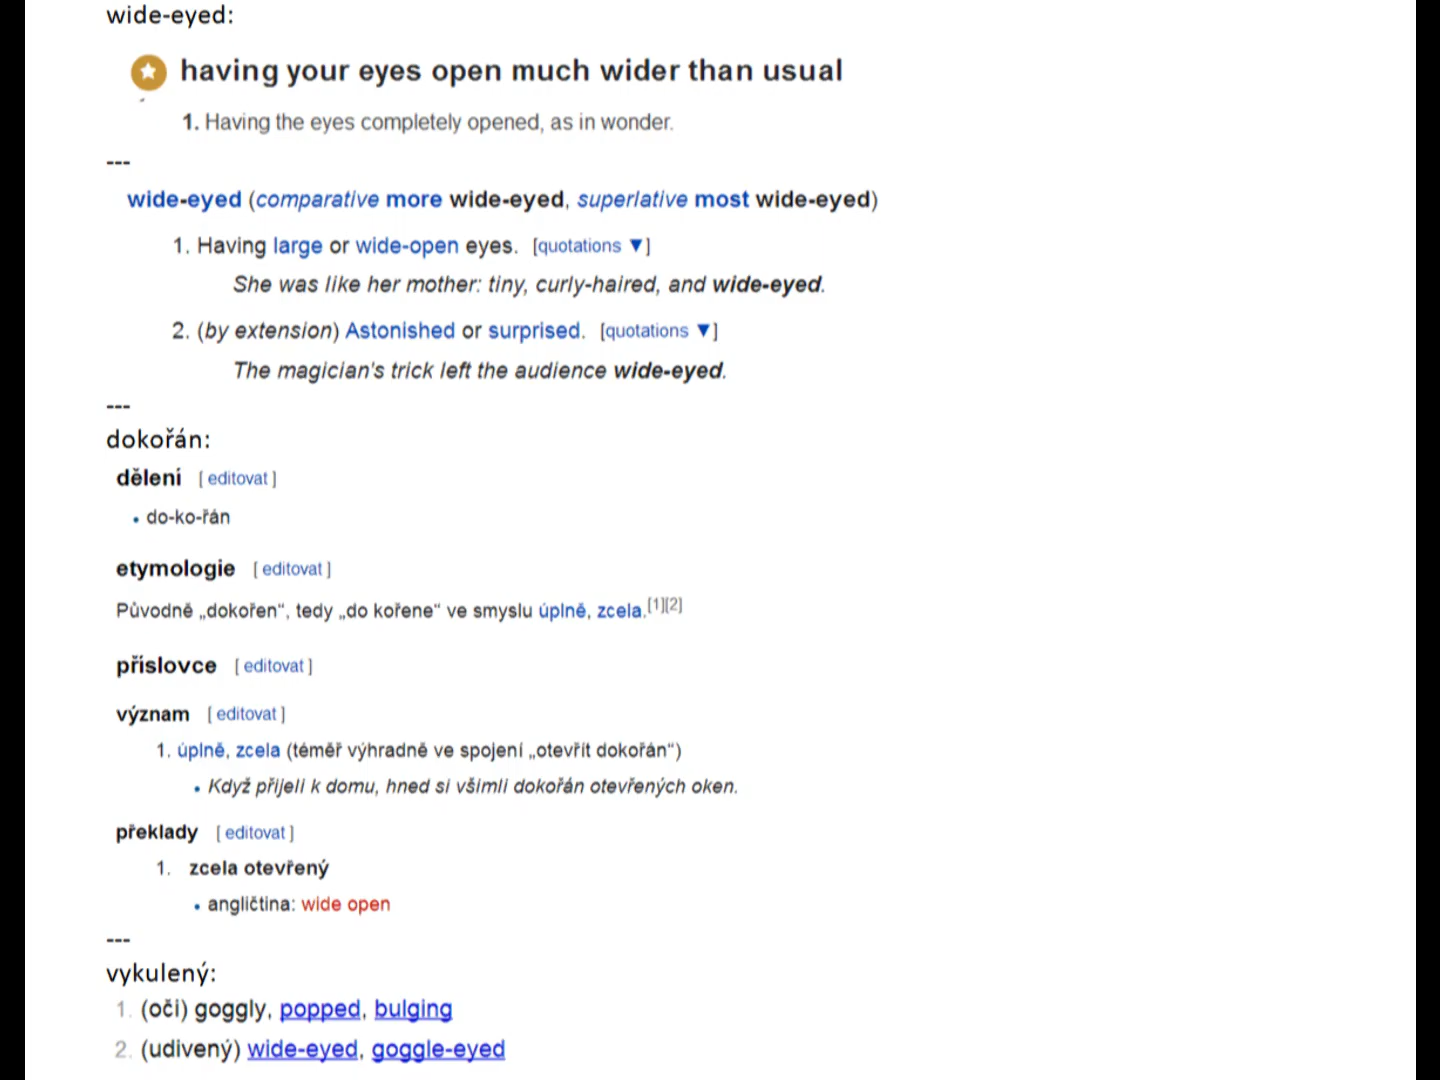 wide-eyed:
having your eyes open much wider than usual
1. Having the eyes completely opened, as in wonder.
---
wide-eyed (comparative more wide-eyed, superlative most wide-eyed)
1. Having large or wide-open eyes. [quotations ▼]
She was like her mother: tiny, curly-haired, and wide-eyed.
2. (by extension) Astonished or surprised. [quotations ▼]
The magician's trick left the audience wide-eyed.
---
dokořán:
dělení [ editovat ]
• do-ko-řán
etymologie [ editovat ]
Původně „dokořen“, tedy „do kořene“ ve smyslu úplně, zcela.[1][2]
příslovce [ editovat ]
význam [ editovat ]
1. úplně, zcela (téměř výhradně ve spojení „otevřít dokořán“)
• Když přijeli k domu, hned si všimli dokořán otevřených oken.
překlady [ editovat ]
1. zcela otevřený
• angličtina: wide open
---
vykulený:
1. (oči) goggly, popped, bulging
2. (udivený) wide-eyed, goggle-eyed